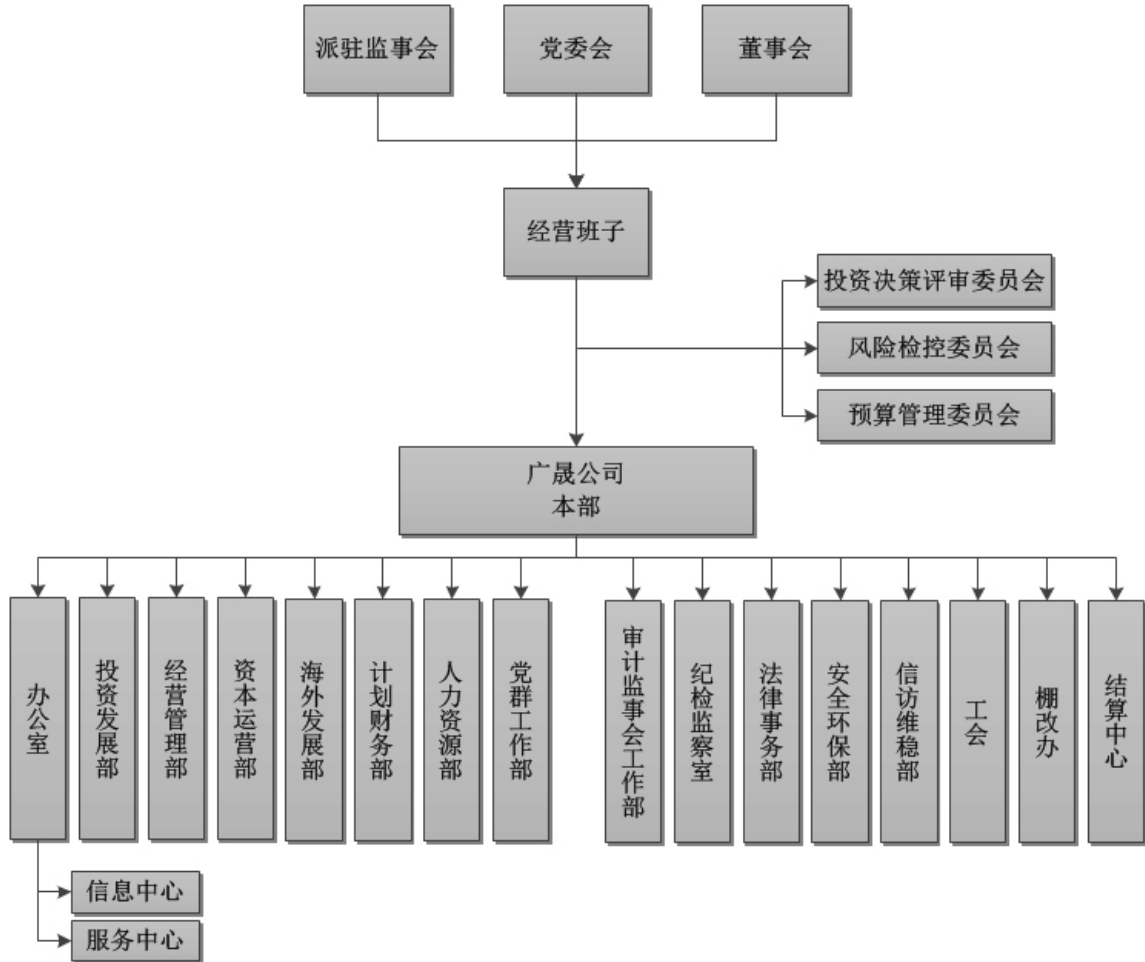 派驻监事会
党委会
董事会
经营班子
投资决策评审委员会
风险检控委员会
预算管理委员会
广晟公司
本部
办公室
投资发展部
经营管理部
资本运营部
海外发展部
计划财务部
人力资源部
党群工作部
审计监事会工作部
纪检监察室
法律事务部
安全环保部
信访维稳部
工会
棚改办
结算中心
信息中心
服务中心